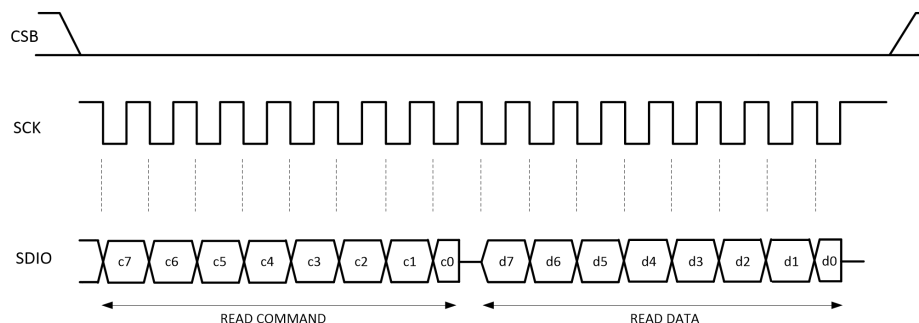 CSB
SCK
SDIO c7 c6 c5 c4 c3 c2 c1 c0 d7 d6 d5 d4 d3 d2 d1 d0
READ COMMAND READ DATA